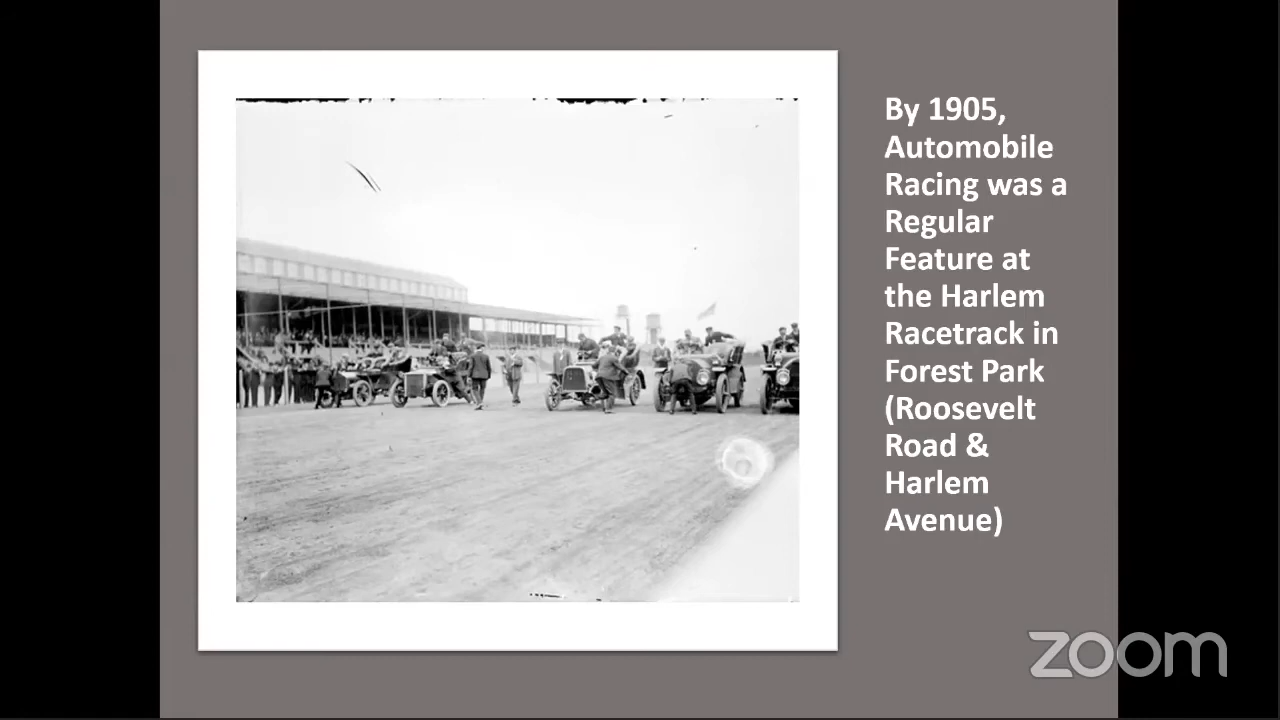 By 1905,
Automobile
Racing was a
Regular
Feature at
the Harlem
Racetrack in
Forest Park
(Roosevelt
Road &
Harlem
Avenue)
zoom